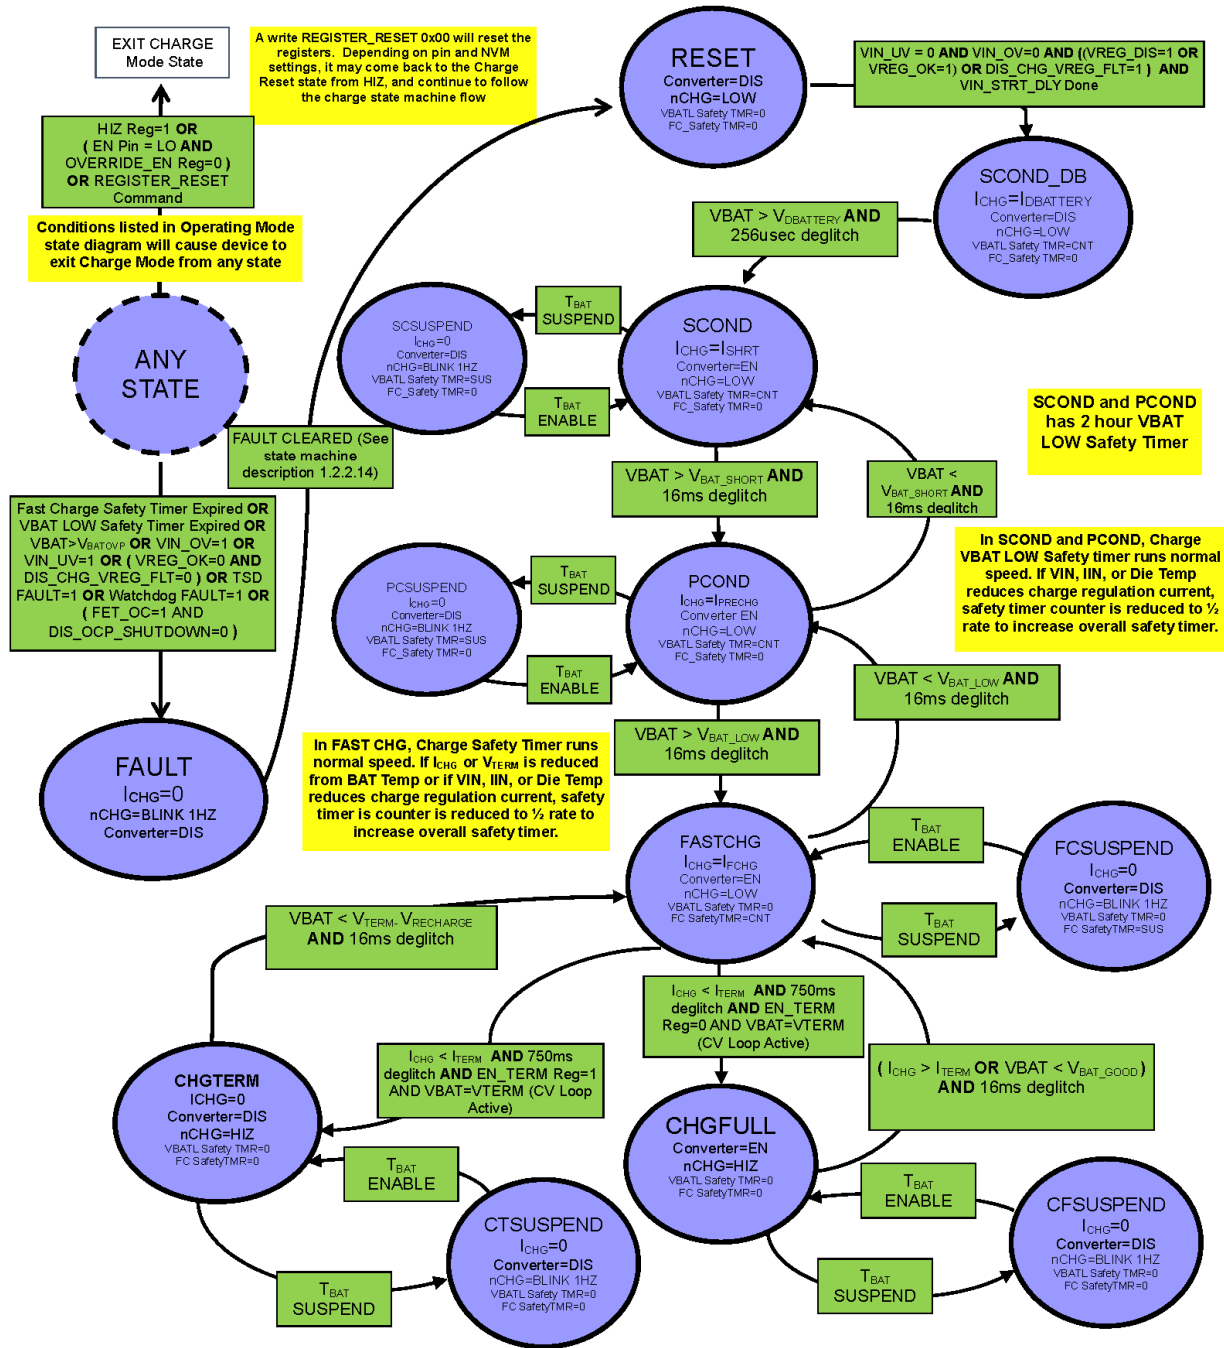 EXIT CHARGE
Mode State
A write REGISTER_RESET 0x00 will reset the
registers.  Depending on pin and NVM
settings, it may come back to the Charge
Reset state from HIZ, and continue to follow
the charge state machine flow
RESET
Converter=DIS
nCHG=LOW
VBATL Safety TMR=0
FC_Safety TMR=0
VIN_UV = 0 AND VIN_OV=0 AND ((VREG_DIS=1 OR
VREG_OK=1) OR DIS_CHG_VREG_FLT=1 ) AND
VIN_STRT_DLY Done
HIZ Reg=1 OR
( EN Pin = LO AND
OVERRIDE_EN Reg=0 )
OR REGISTER_RESET
Command
SCOND_DB
ICHG=IDBATTERY
Converter=DIS
nCHG=LOW
VBATL Safety TMR=CNT
FC_Safety TMR=0
VBAT > VDBATTERY AND
256usec deglitch
Conditions listed in Operating Mode
state diagram will cause device to
exit Charge Mode from any state
ANY
STATE
TBAT
SUSPEND
SCSUSPEND
ICHG=0
Converter=DIS
nCHG=BLINK 1HZ
VBATL Safety TMR=SUS
FC_Safety TMR=0
SCOND
ICHG=ISHRT
Converter=EN
nCHG=LOW
VBATL Safety TMR=CNT
FC_Safety TMR=0
TBAT
ENABLE
SCOND and PCOND
has 2 hour VBAT
LOW Safety Timer
FAULT CLEARED (See
state machine
description 1.2.2.14)
VBAT > VBAT_SHORT AND
16ms deglitch
VBAT <
VBAT_SHORT AND
16ms deglitch
Fast Charge Safety Timer Expired OR
VBAT LOW Safety Timer Expired OR
VBAT>VBATOVP OR VIN_OV=1 OR
VIN_UV=1 OR ( VREG_OK=0 AND
DIS_CHG_VREG_FLT=0 ) OR TSD
FAULT=1 OR Watchdog FAULT=1 OR
( FET_OC=1 AND
DIS_OCP_SHUTDOWN=0 )
In SCOND and PCOND, Charge
VBAT LOW Safety timer runs normal
speed. If VIN, IIN, or Die Temp
reduces charge regulation current,
safety timer counter is reduced to ½
rate to increase overall safety timer.
TBAT
SUSPEND
PCSUSPEND
ICHG=0
Converter=DIS
nCHG=BLINK 1HZ
VBATL Safety TMR=SUS
FC_Safety TMR=0
PCOND
ICHG=IPRECHG
Converter EN
nCHG=LOW
VBATL Safety TMR=CNT
FC_Safety TMR=0
TBAT
ENABLE
VBAT < VBAT_LOW AND
16ms deglitch
VBAT > VBAT_LOW AND
16ms deglitch
FAULT
ICHG=0
nCHG=BLINK 1HZ
Converter=DIS
In FAST CHG, Charge Safety Timer runs
normal speed. If ICHG or VTERM is reduced
from BAT Temp or if VIN, IIN, or Die Temp
reduces charge regulation current, safety
timer is counter is reduced to ½ rate to
increase overall safety timer.
FASTCHG
ICHG=IFCHG
Converter=EN
nCHG=LOW
VBATL Safety TMR=0
FC SafetyTMR=CNT
TBAT
ENABLE
FCSUSPEND
ICHG=0
Converter=DIS
nCHG=BLINK 1HZ
VBATL Safety TMR=0
FC SafetyTMR=SUS
TBAT
SUSPEND
VBAT < VTERM- VRECHARGE
AND 16ms deglitch
ICHG < ITERM AND 750ms
deglitch AND EN_TERM
Reg=0 AND VBAT=VTERM
(CV Loop Active)
ICHG < ITERM AND 750ms
deglitch AND EN_TERM Reg=1
AND VBAT=VTERM (CV Loop
Active)
( ICHG > ITERM OR VBAT < VBAT_GOOD)
AND 16ms deglitch
CHGTERM
ICHG=0
Converter=DIS
nCHG=HIZ
VBATL Safety TMR=0
FC SafetyTMR=0
CHGFULL
Converter=EN
nCHG=HIZ
VBATL Safety TMR=0
FC SafetyTMR=0
TBAT
ENABLE
TBAT
ENABLE
CTSUSPEND
ICHG=0
Converter=DIS
nCHG=BLINK 1HZ
VBATL Safety TMR=0
FC SafetyTMR=0
CFSUSPEND
ICHG=0
Converter=DIS
nCHG=BLINK 1HZ
VBATL Safety TMR=0
FC SafetyTMR=0
TBAT
SUSPEND
TBAT
SUSPEND